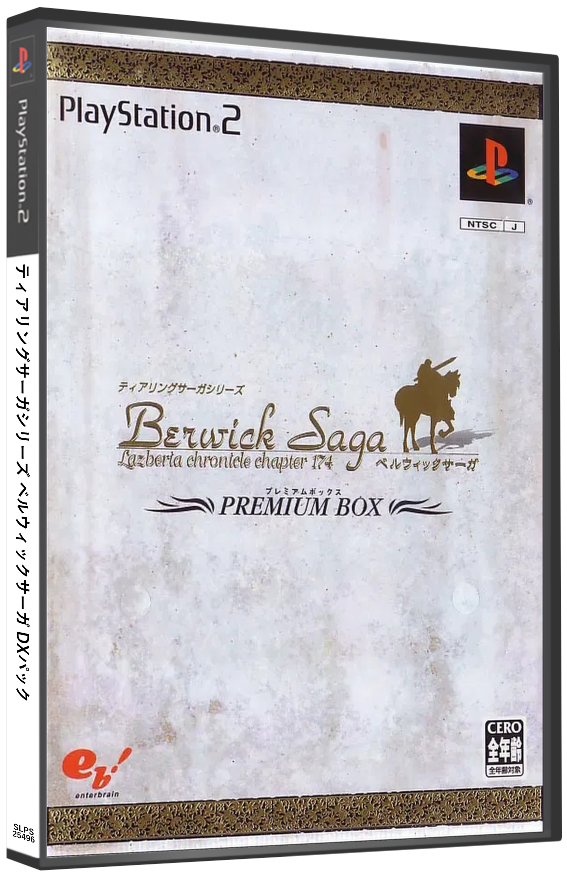 PlayStation.2
ティアリングサーガシリーズ ベルウィックサーガ DXパック
SLPS
25496
PlayStation®2
®
NTSC J
ティアリングサーガシリーズ
Berwick Saga
Lazberia chronicle chapter 174
ベルウィックサーガ
プレミアムボックス
PREMIUM BOX
eb!
enterbrain
CERO
全年齢
全年齢対象